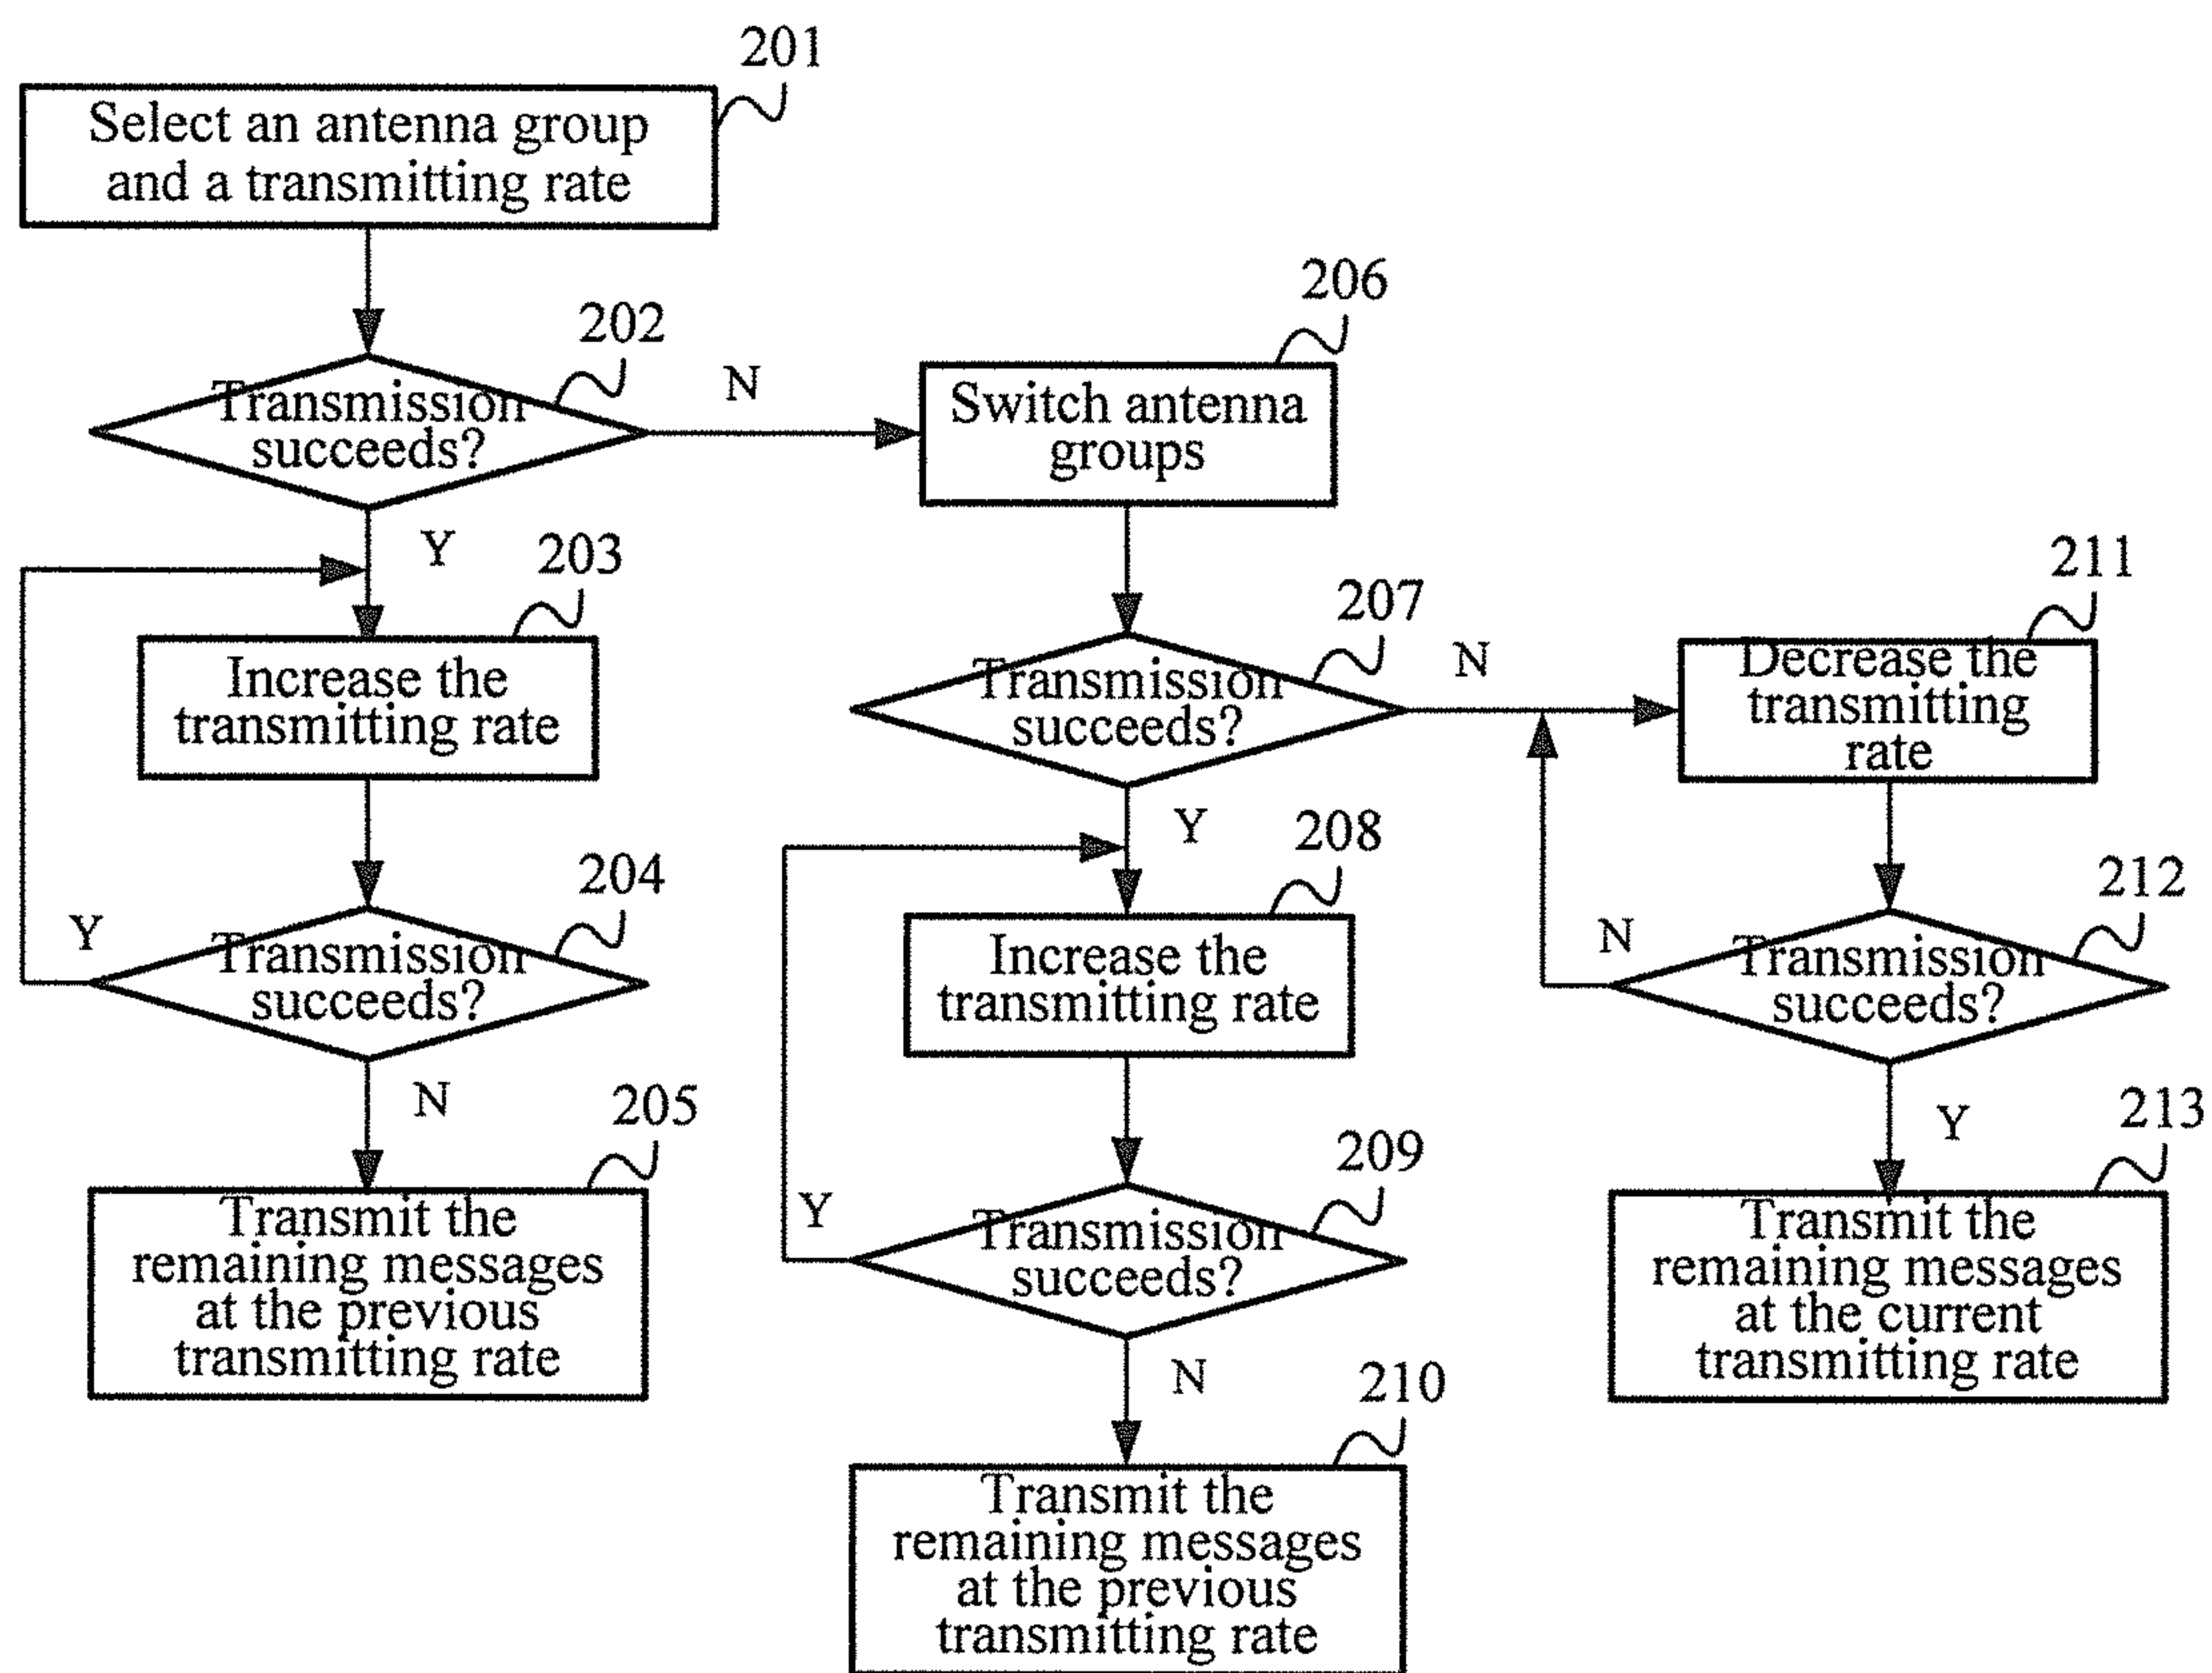 201
Select an antenna group
and a transmitting rate
202
Transmission
succeeds?
N
206
Switch antenna
groups
Y
203
Increase the
transmitting rate
204
Transmission
succeeds?
Y
N
205
Transmit the
remaining messages
at the previous
transmitting rate
207
Transmission
succeeds?
N
Y
208
Increase the
transmitting rate
209
Transmission
succeeds?
Y
N
210
Transmit the
remaining messages
at the previous
transmitting rate
211
Decrease the
transmitting
rate
212
Transmission
succeeds?
N
Y
213
Transmit the
remaining messages
at the current
transmitting rate